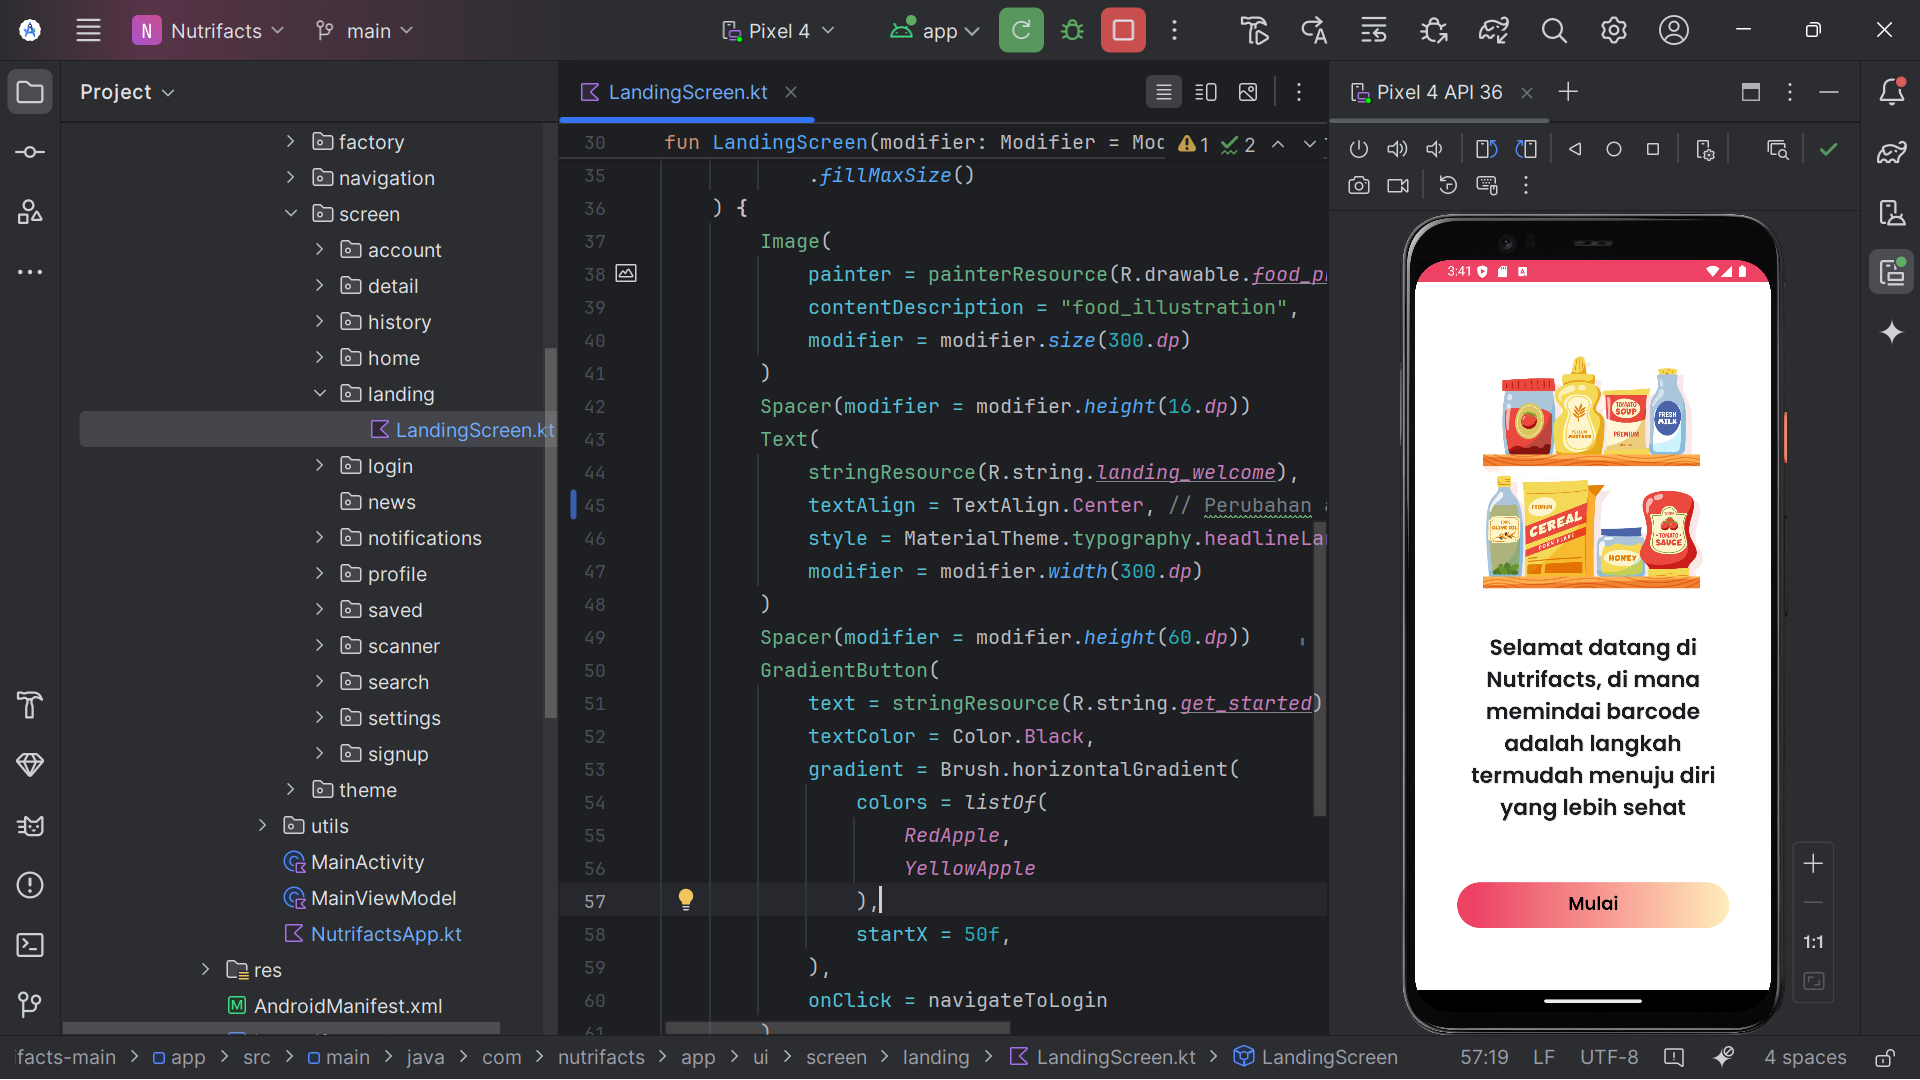 N Nutrifacts
main
Pixel 4
app
Project
factory
navigation
screen
account
detail
history
home
landing
LandingScreen.kt
login
news
notifications
profile
saved
scanner
search
settings
signup
theme
utils
MainActivity
MainViewModel
NutrifactsApp.kt
res
AndroidManifest.xml
LandingScreen.kt
30 fun LandingScreen(modifier: Modifier = Mod 1 2
35 .fillMaxSize()
36 ) {
37 Image(
38 painter = painterResource(R.drawable.food_p
39 contentDescription = "food_illustration",
40 modifier = modifier.size(300.dp)
41 )
42 Spacer(modifier = modifier.height(16.dp))
43 Text(
44 stringResource(R.string.landing_welcome),
45 textAlign = TextAlign.Center, // Perubahan
46 style = MaterialTheme.typography.headlineLa
47 modifier = modifier.width(300.dp)
48 )
49 Spacer(modifier = modifier.height(60.dp))
50 GradientButton(
51 text = stringResource(R.string.get_started)
52 textColor = Color.Black,
53 gradient = Brush.horizontalGradient(
54 colors = listOf(
55 RedApple,
56 YellowApple
57 ),
58 startX = 50f,
59 ),
60 onClick = navigateToLogin
61 )
Pixel 4 API 36
3:41
TOMATO
SOUP
PREMIUM
YELLOW
MUSTARD
FRESH
MILK
OLIVE OIL
PREMIUM
CEREAL
CORN FLAKE
HONEY
TOMATO
SAUCE
Selamat datang di
Nutrifacts, di mana
memindai barcode
adalah langkah
termudah menuju diri
yang lebih sehat
Mulai
1:1
facts-main > app > src > main > java > com > nutrifacts > app > ui > screen > landing > LandingScreen.kt > LandingScreen
57:19 LF UTF-8 4 spaces